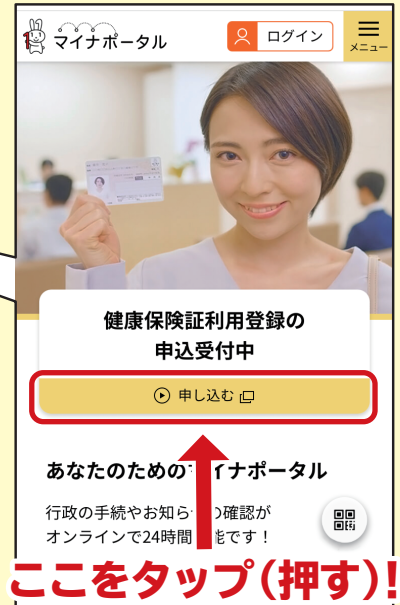 マイナポータル
ログイン
メニュー
健康保険証利用登録の
申込受付中
申し込む
あなたのための イナポータル
行政の手続やお知ら の確認が
オンラインで24時間 能です！
ここをタップ（押す）！